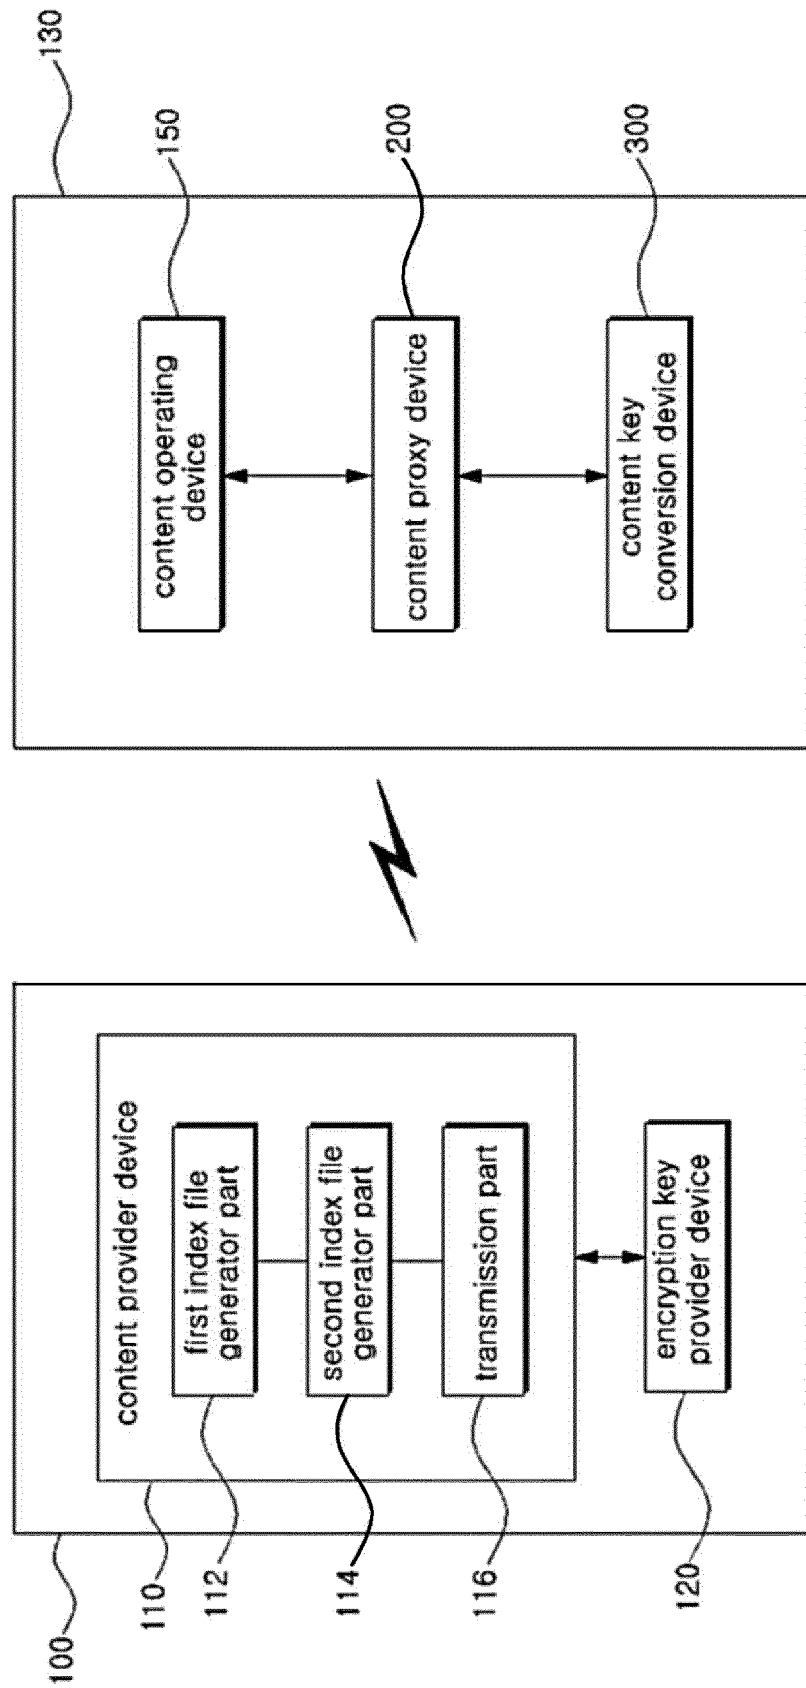 100
110
112
114
116
120
content provider device
first index file
generator part
second index file
generator part
transmission part
encryption key
provider device
130
150
200
300
content operating
device
content proxy device
content key
conversion device